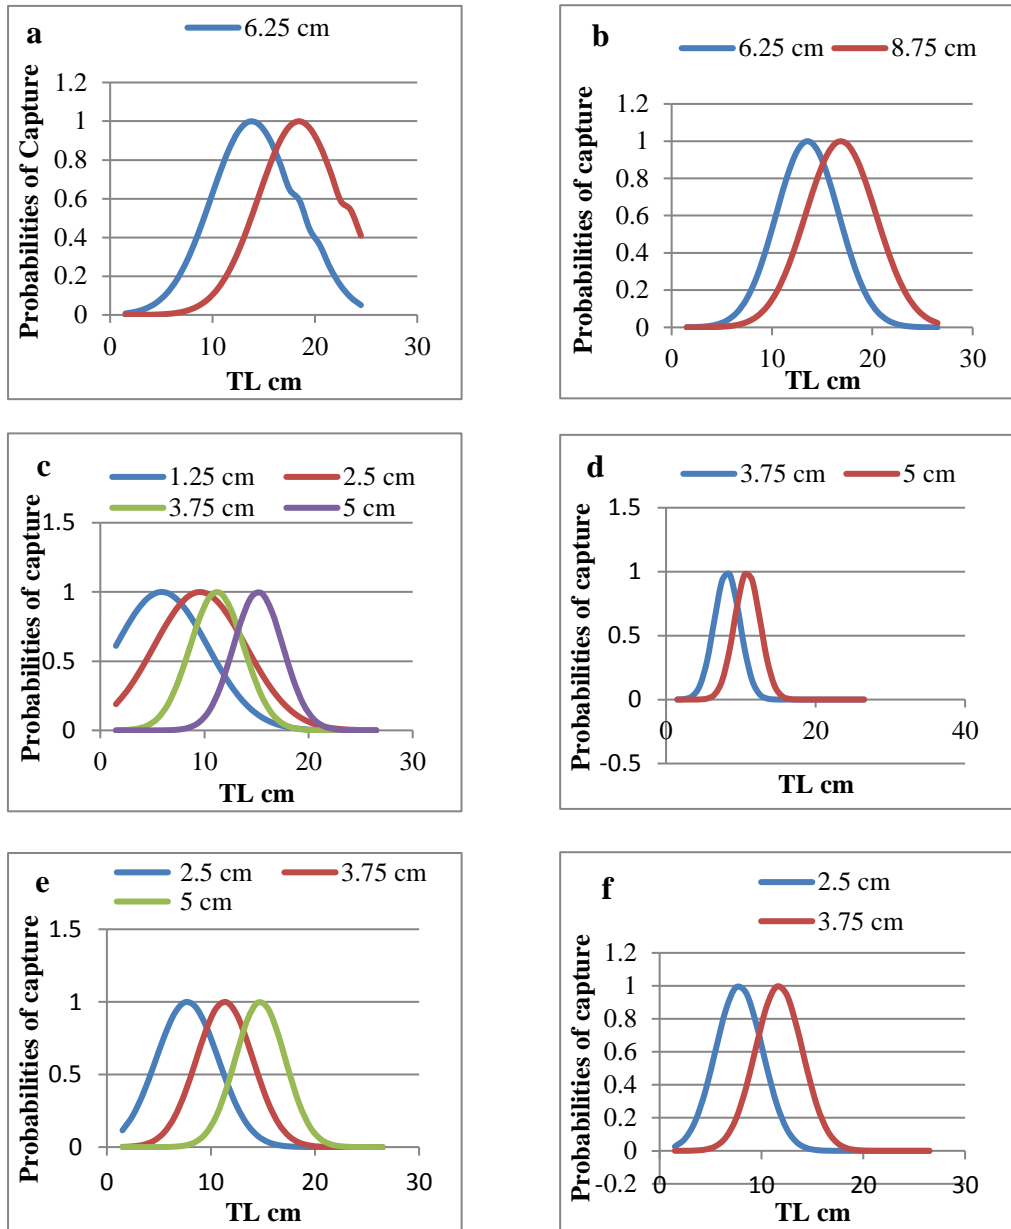 a
6.25 cm
Probabilities of Capture
1.2
1
0.8
0.6
0.4
0.2
0
0 10 20 30
TL cm
b
6.25 cm 8.75 cm
Probabilities of capture
1.2
1
0.8
0.6
0.4
0.2
0
0 10 20 30
TL cm
c
1.25 cm 2.5 cm
3.75 cm 5 cm
Probabilities of capture
1.5
1
0.5
0
0 10 20 30
TL cm
d
3.75 cm 5 cm
Probabilities of capture
1.5
1
0.5
0
-0.5
0 20 40
TL cm
e
2.5 cm 3.75 cm
5 cm
Probabilities of capture
1.5
1
0.5
0
0 10 20 30
TL cm
f
2.5 cm
3.75 cm
Probabilities of capture
1.2
1
0.8
0.6
0.4
0.2
0
-0.2
0 10 20 30
TL cm